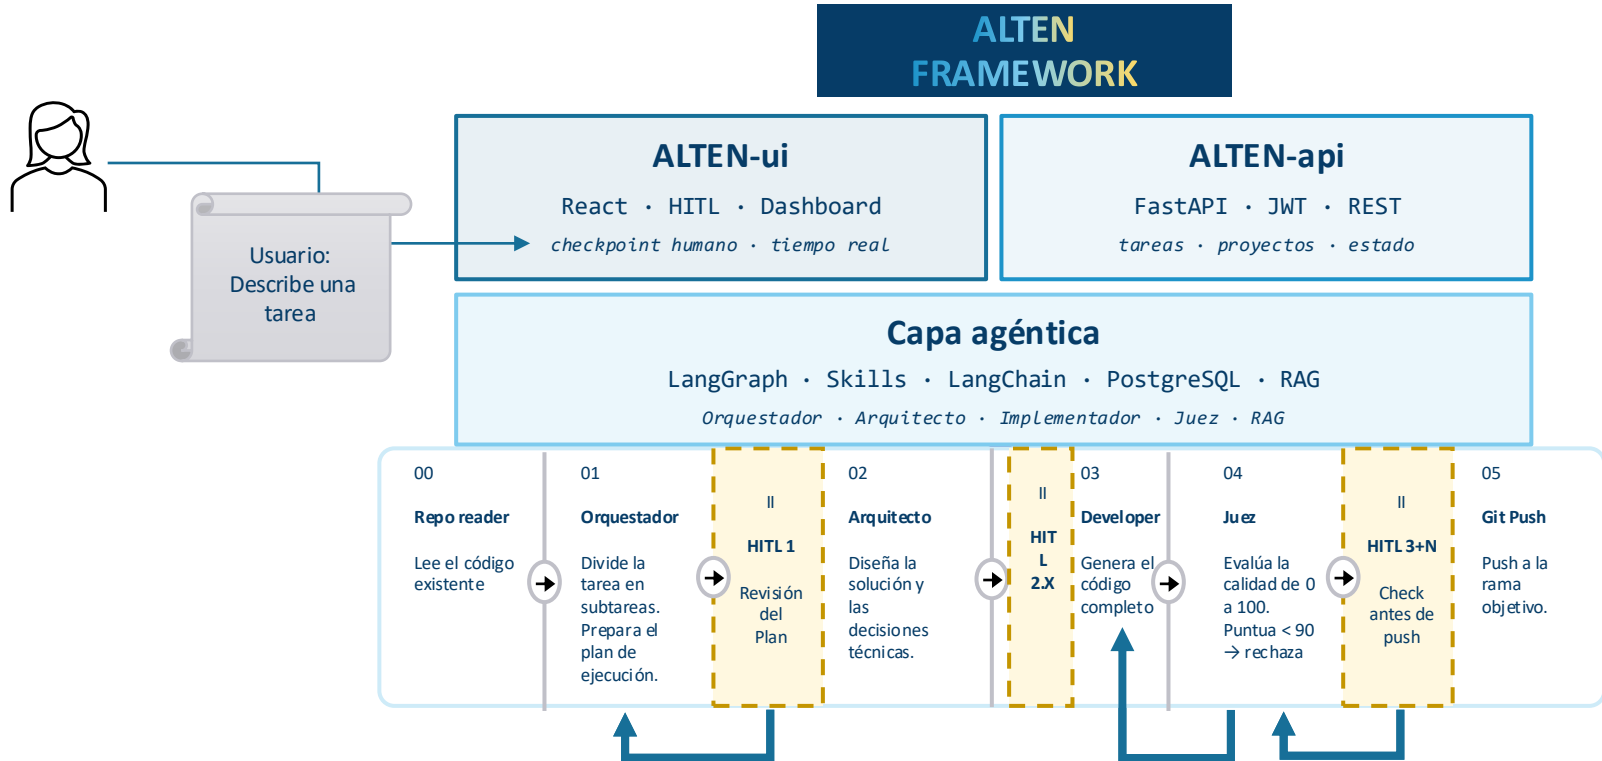 ALTEN
FRAMEWORK
Usuario:
Describe una
tarea
ALTEN-ui
React · HITL · Dashboard
checkpoint humano · tiempo real
ALTEN-api
FastAPI · JWT · REST
tareas · proyectos · estado
Capa agéntica
LangGraph · Skills · LangChain · PostgreSQL · RAG
Orquestador · Arquitecto · Implementador · Juez · RAG
00
Repo reader
Lee el código
existente
01
Orquestador
Divide la
tarea en
subtareas.
Prepara el
plan de
ejecución.
II
HITL 1
Revisión
del
Plan
02
Arquitecto
Diseña la
solución y
las
decisiones
técnicas.
II
HIT
L
2.X
03
Developer
Genera el
código
completo
04
Juez
Evalúa la
calidad de 0
a 100.
Puntua < 90
→ rechaza
II
HITL 3+N
Check
antes de
push
05
Git Push
Push a la
rama
objetivo.